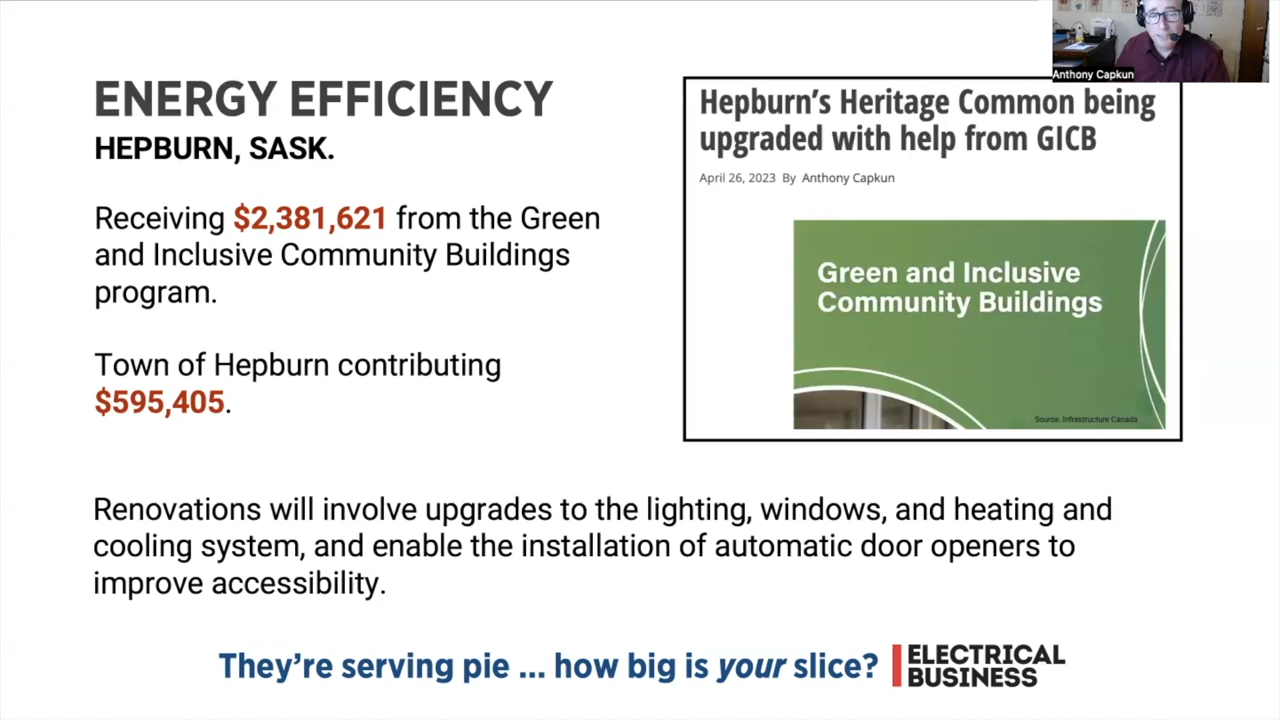 Anthony Capkun
ENERGY EFFICIENCY
HEPBURN, SASK.
Receiving $2,381,621 from the Green
and Inclusive Community Buildings
program.
Town of Hepburn contributing
$595,405.
Hepburn’s Heritage Common being
upgraded with help from GICB
April 26, 2023 By Anthony Capkun
Green and Inclusive
Community Buildings
Source: Infrastructure Canada
Renovations will involve upgrades to the lighting, windows, and heating and
cooling system, and enable the installation of automatic door openers to
improve accessibility.
They’re serving pie ... how big is your slice?
ELECTRICAL
BUSINESS